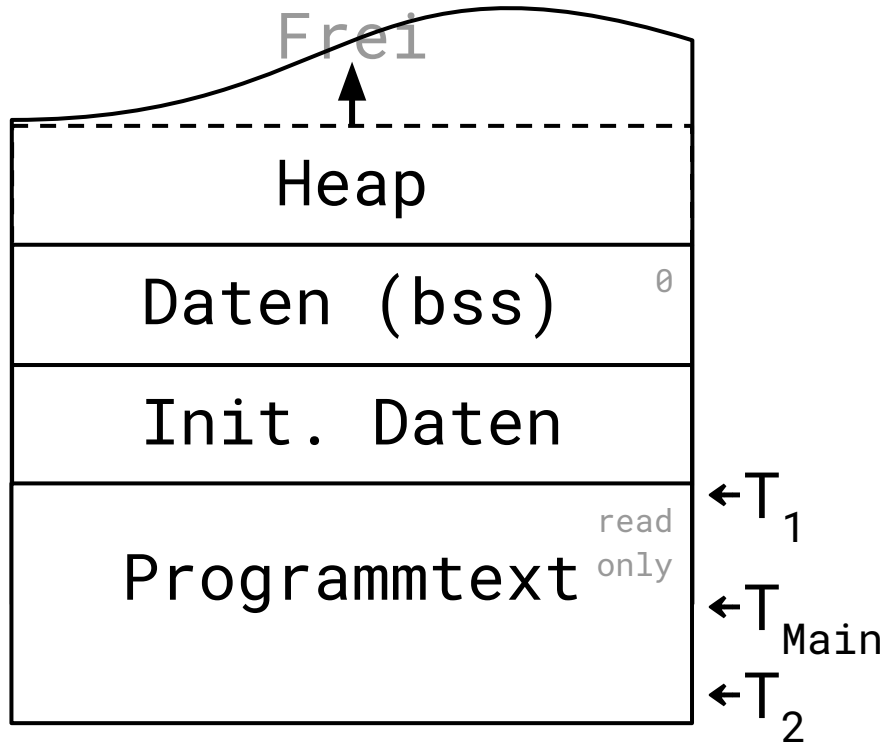 Frei
Heap
Daten (bss)
0
Init. Daten
T1
read
only
Programmtext
TMain
T2